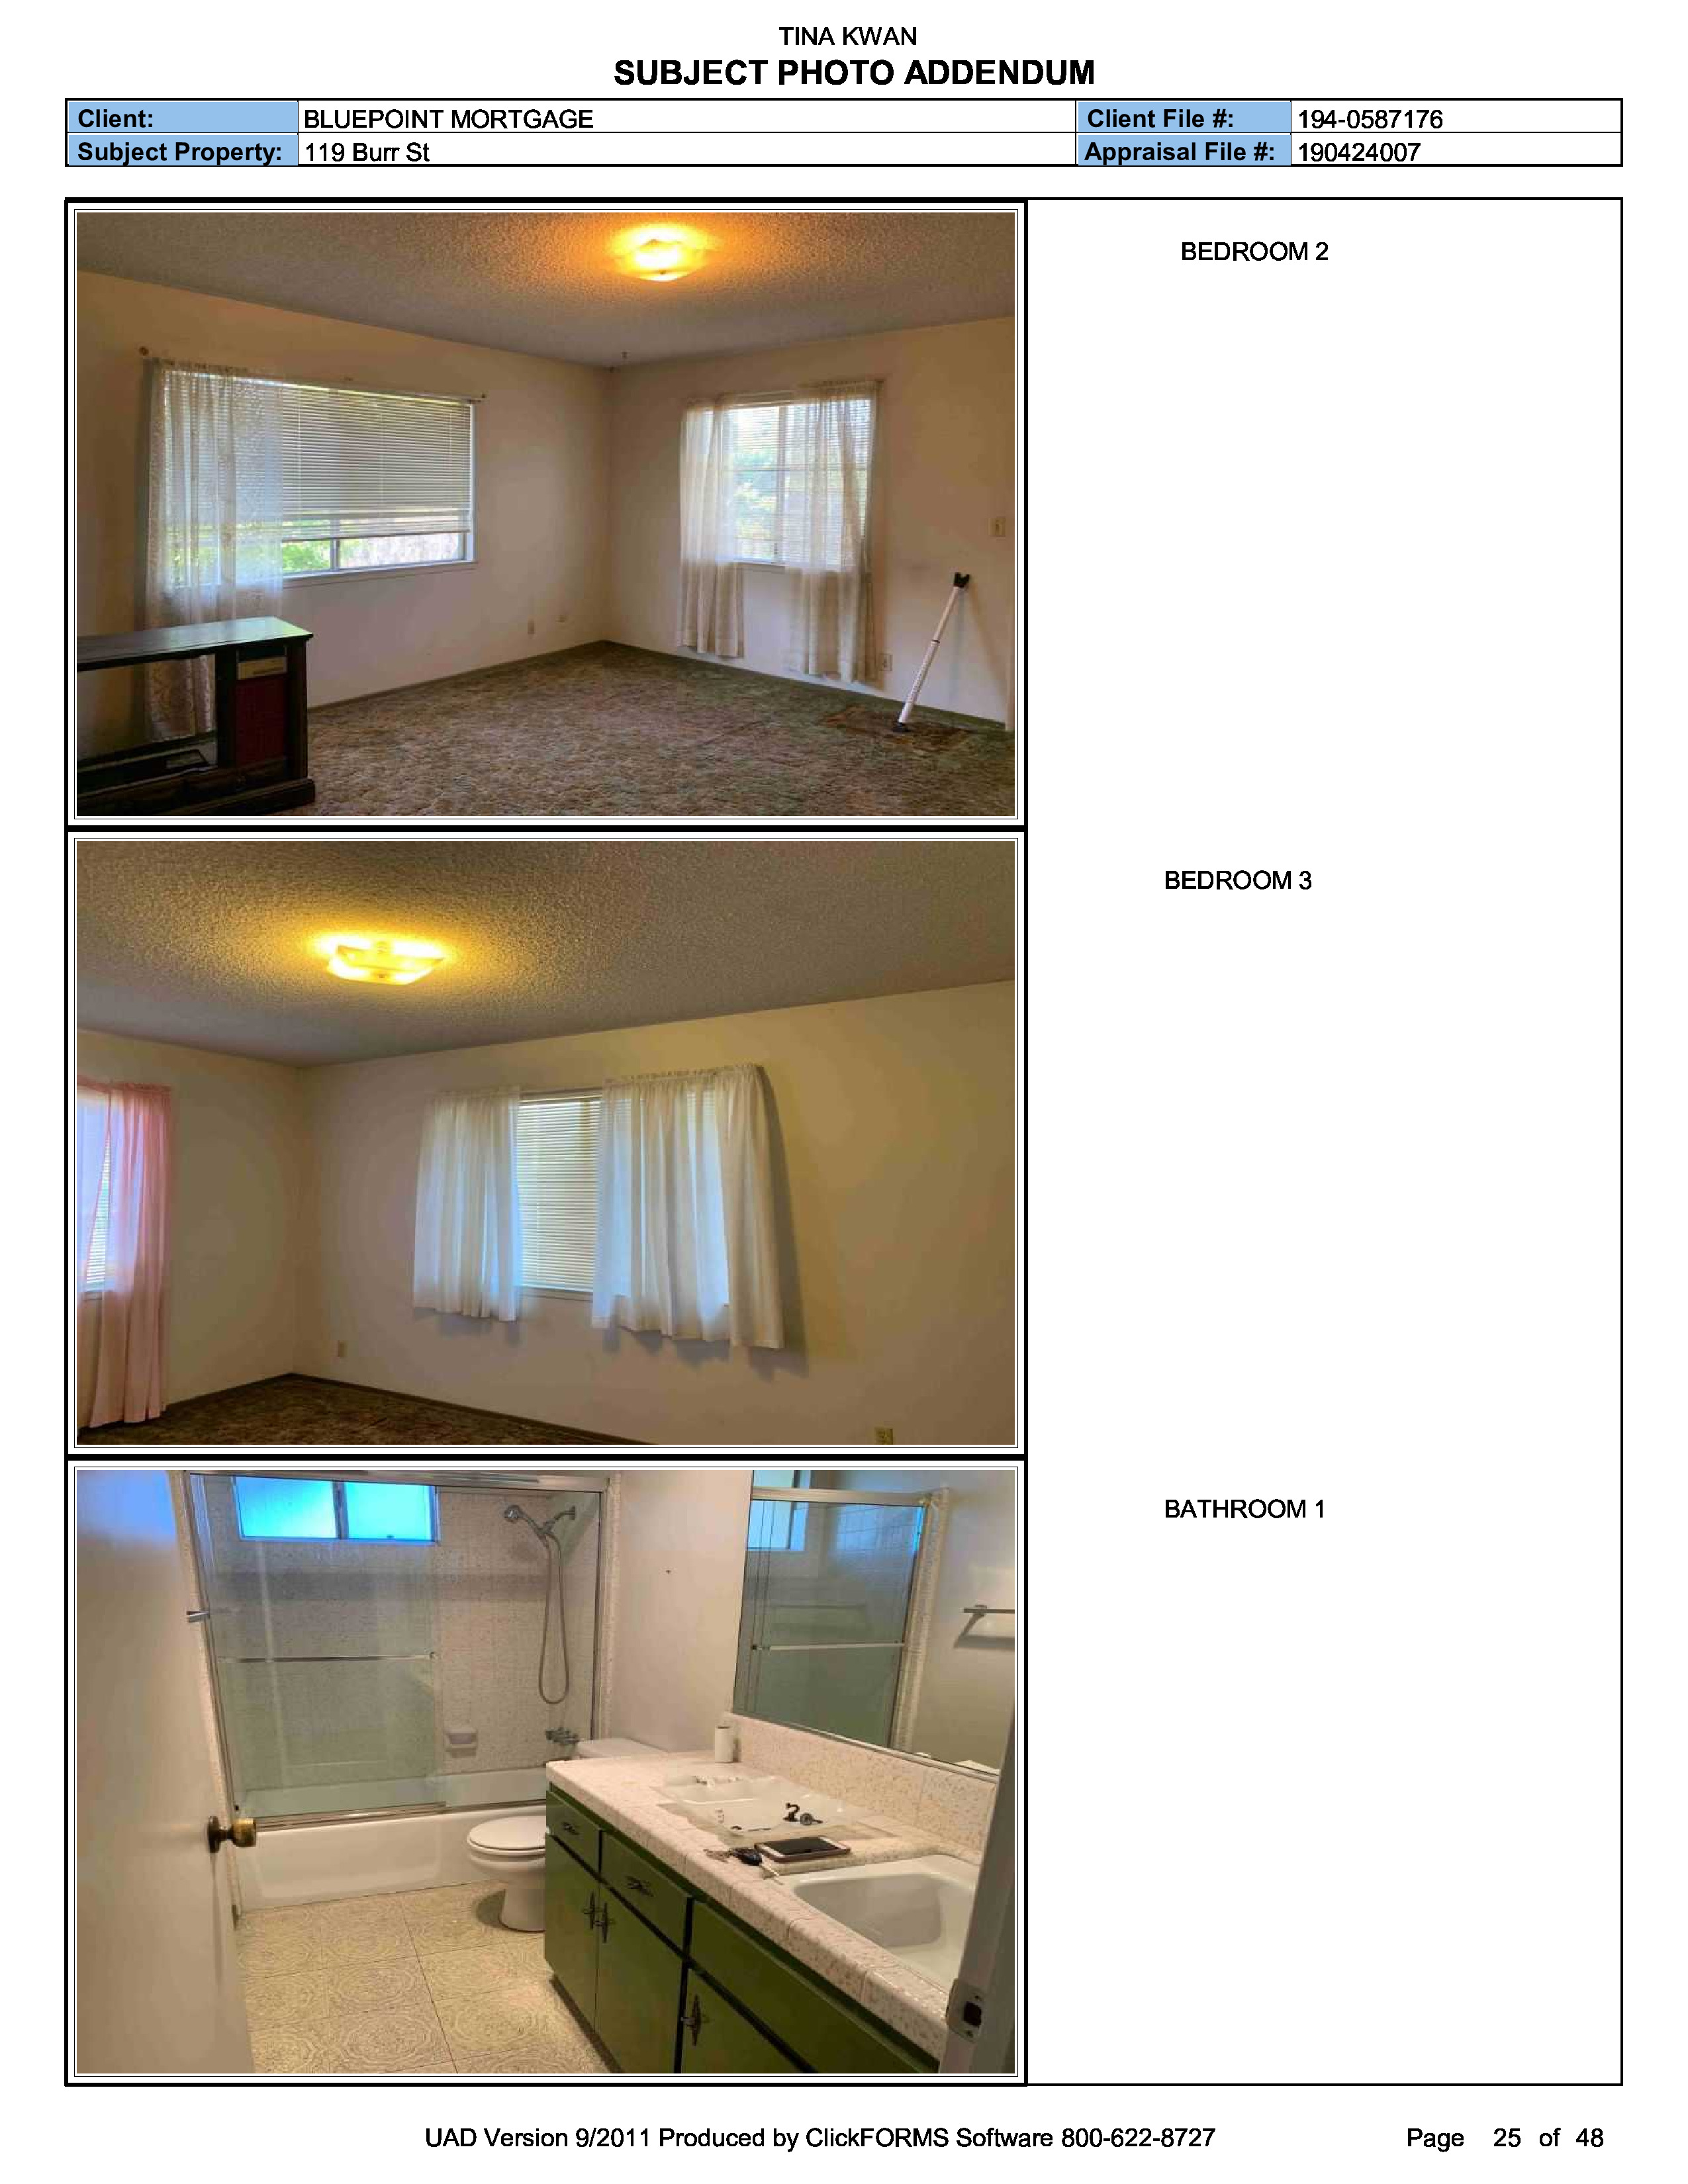 TINA KWAN
SUBJECT PHOTO ADDENDUM
Client: BLUEPOINT MORTGAGE Client File #: 194-0587176
Subject Property: 119 Burr St Appraisal File #: 190424007
BEDROOM 2
BEDROOM 3
BATHROOM 1
UAD Version 9/2011 Produced by ClickFORMS Software 800-622-8727 Page 25 of 48